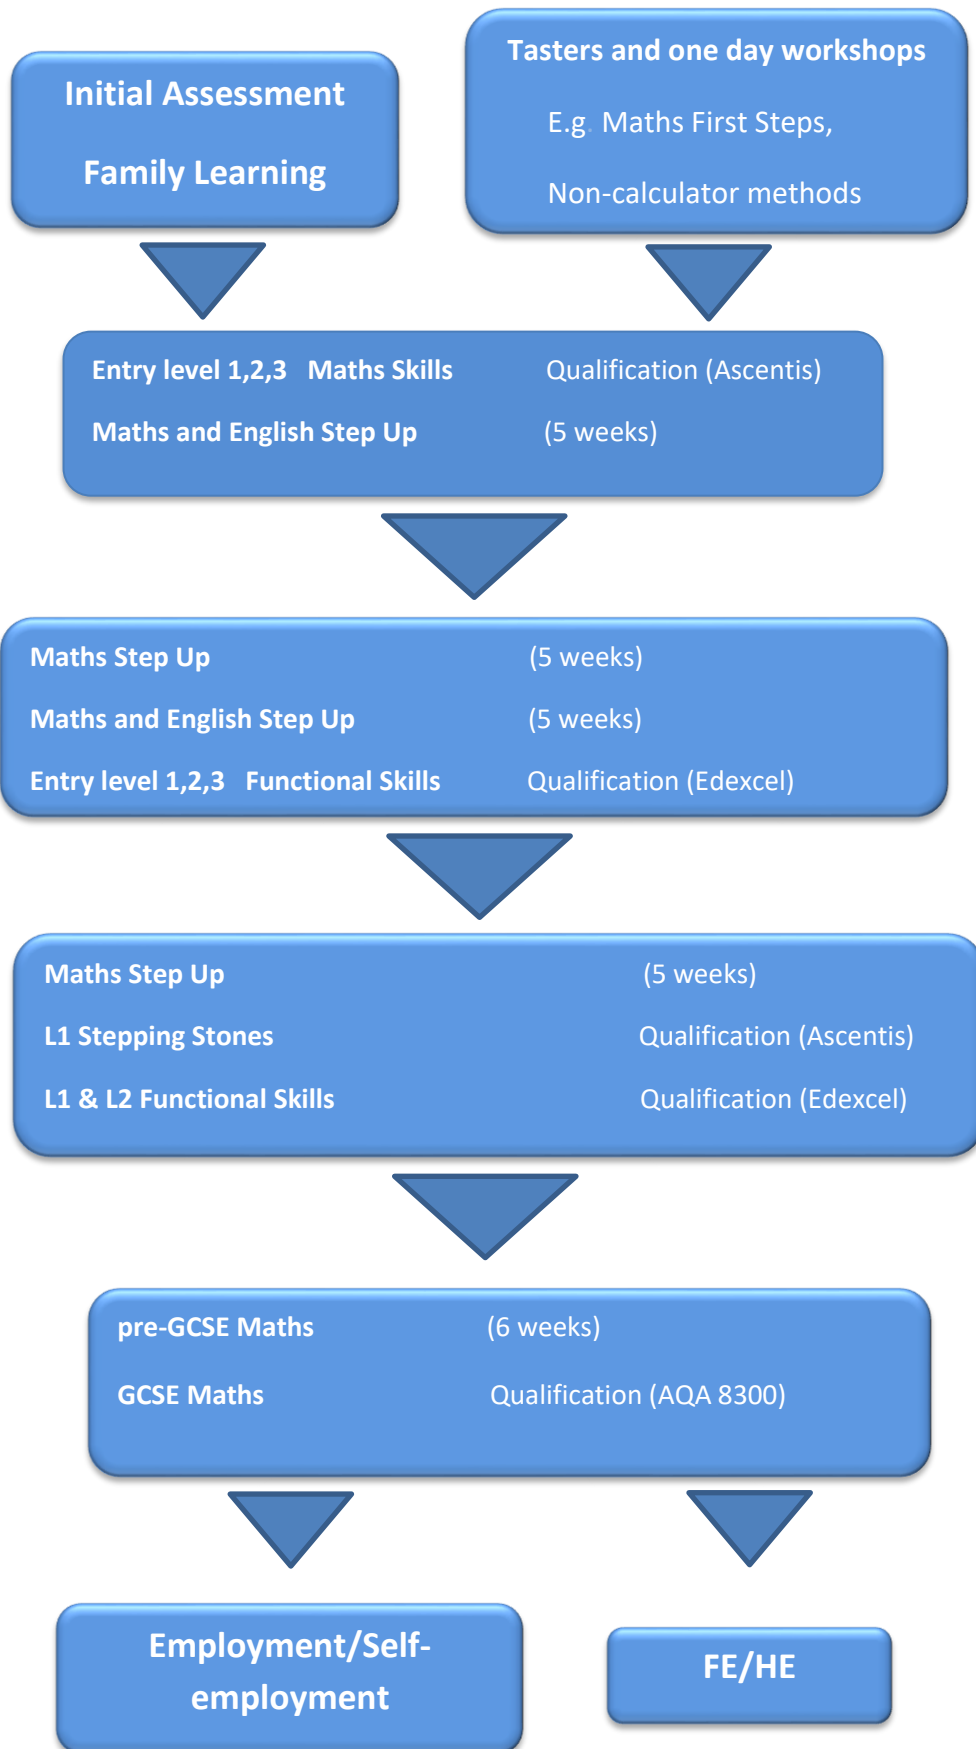 Initial Assessment
Family Learning
Tasters and one day workshops
E.g. Maths First Steps,
Non-calculator methods
Entry level 1,2,3 Maths Skills Qualification (Ascentis)
Maths and English Step Up (5 weeks)
Maths Step Up (5 weeks)
Maths and English Step Up (5 weeks)
Entry level 1,2,3 Functional Skills Qualification (Edexcel)
Maths Step Up (5 weeks)
L1 Stepping Stones Qualification (Ascentis)
L1 & L2 Functional Skills Qualification (Edexcel)
pre-GCSE Maths (6 weeks)
GCSE Maths Qualification (AQA 8300)
Employment/Self-
employment
FE/HE